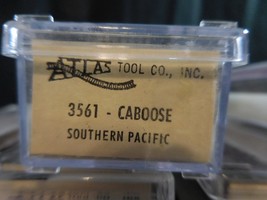 ATLAS TOOL CO., INC.
3561 - CABOOSE
SOUTHERN PACIFIC